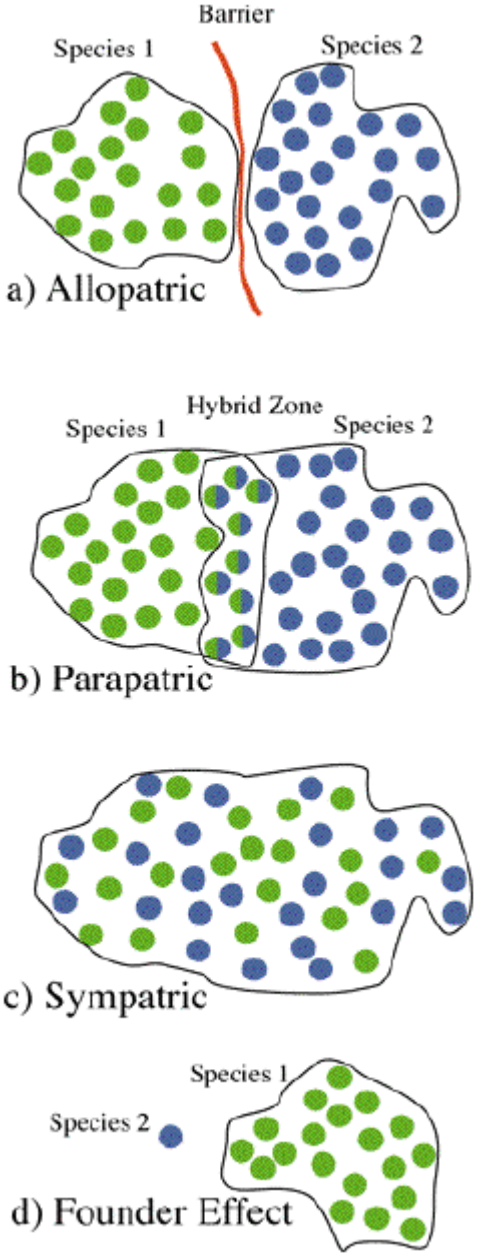 Barrier
Species 1
Species 2
a) Allopatric
Hybrid Zone
Species 1
Species 2
b) Parapatric
c) Sympatric
Species 1
Species 2
d) Founder Effect